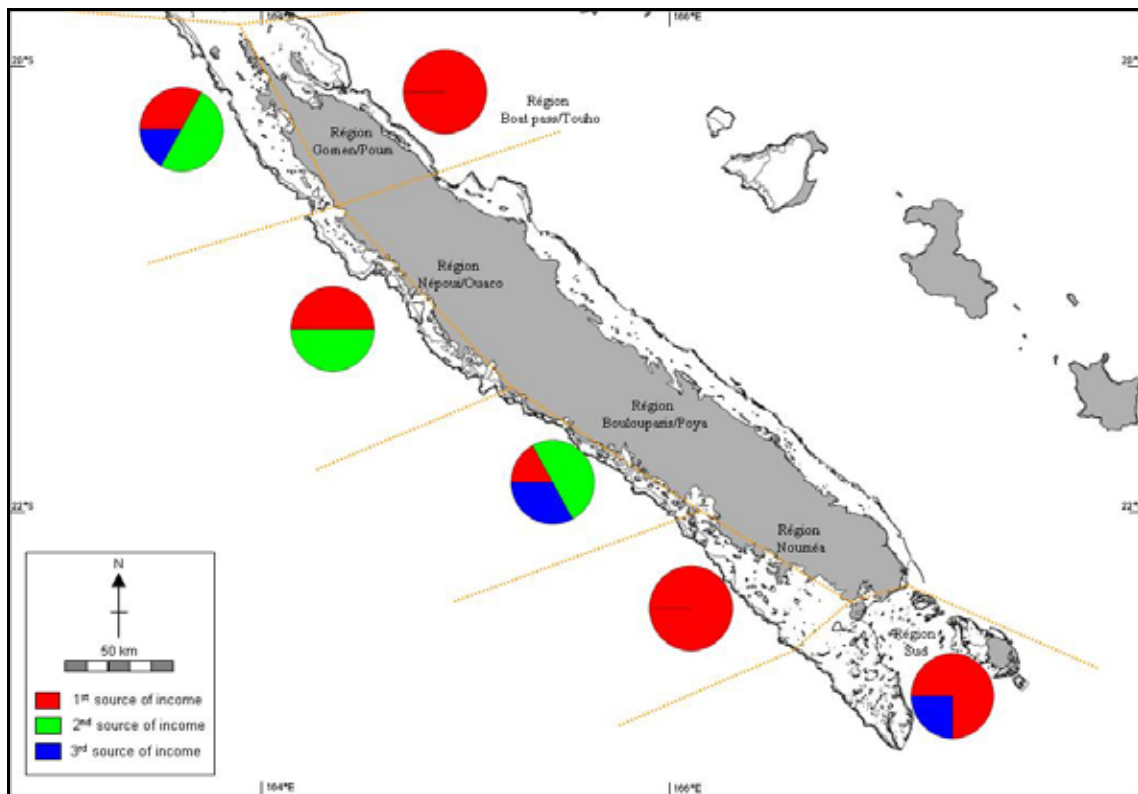 164°E
166°E
20°S
20°
Région
Boat pass/Touho
Région
Gomen/Poum
Région
Népoui/Ouaco
Région
Boulouparis/Poya
22°S
22°
Région
Nouméa
Région
Sud
N
50 km
1st source of income
2nd source of income
3rd source of income
164°E
166°E